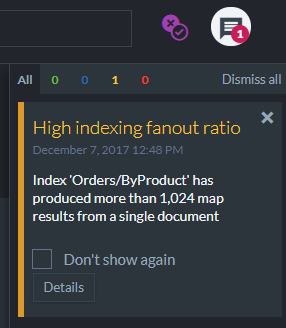 1
All 0 0 1 0 Dismiss all
High indexing fanout ratio
December 7, 2017 12:48 PM
Index 'Orders/ByProduct' has
produced more than 1,024 map
results from a single document
Don't show again
Details